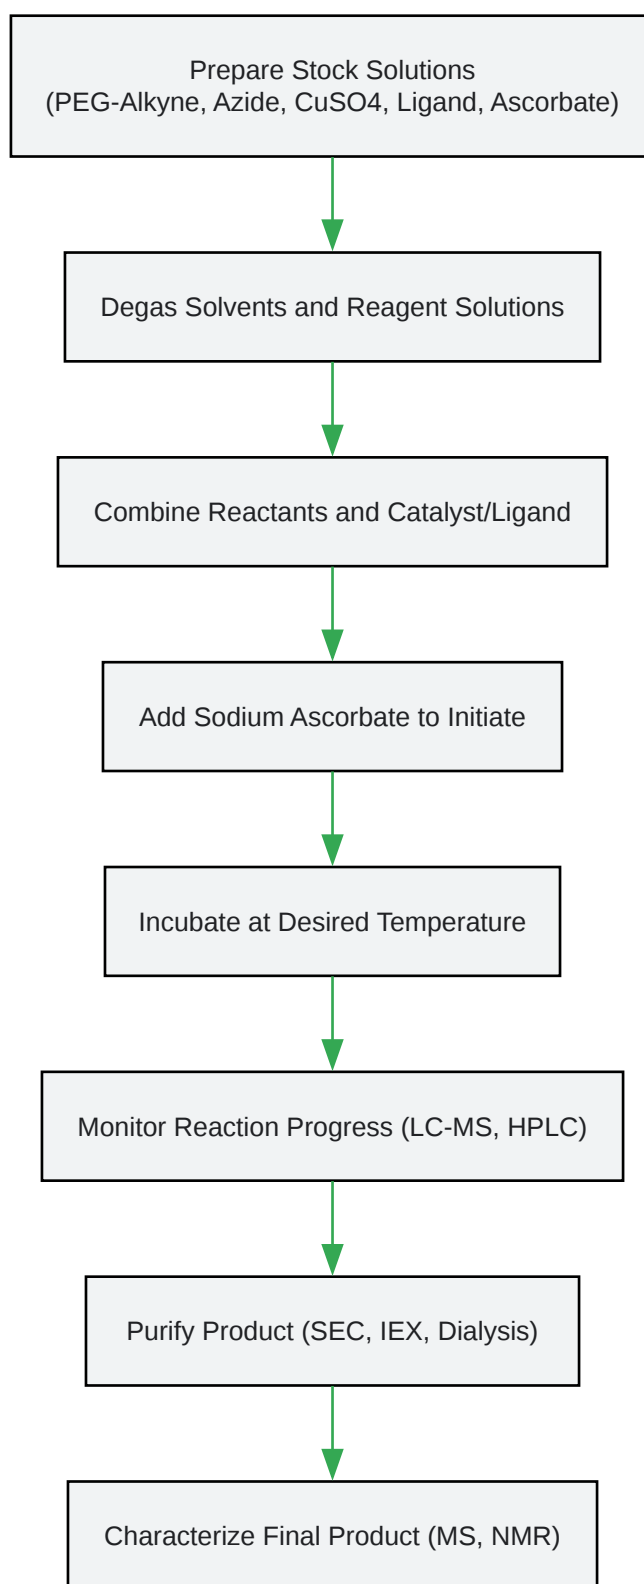 Prepare Stock Solutions
(PEG-Alkyne, Azide, CuSO4, Ligand, Ascorbate)
Degas Solvents and Reagent Solutions
Combine Reactants and Catalyst/Ligand
Add Sodium Ascorbate to Initiate
Incubate at Desired Temperature
Monitor Reaction Progress (LC-MS, HPLC)
Purify Product (SEC, IEX, Dialysis)
Characterize Final Product (MS, NMR)